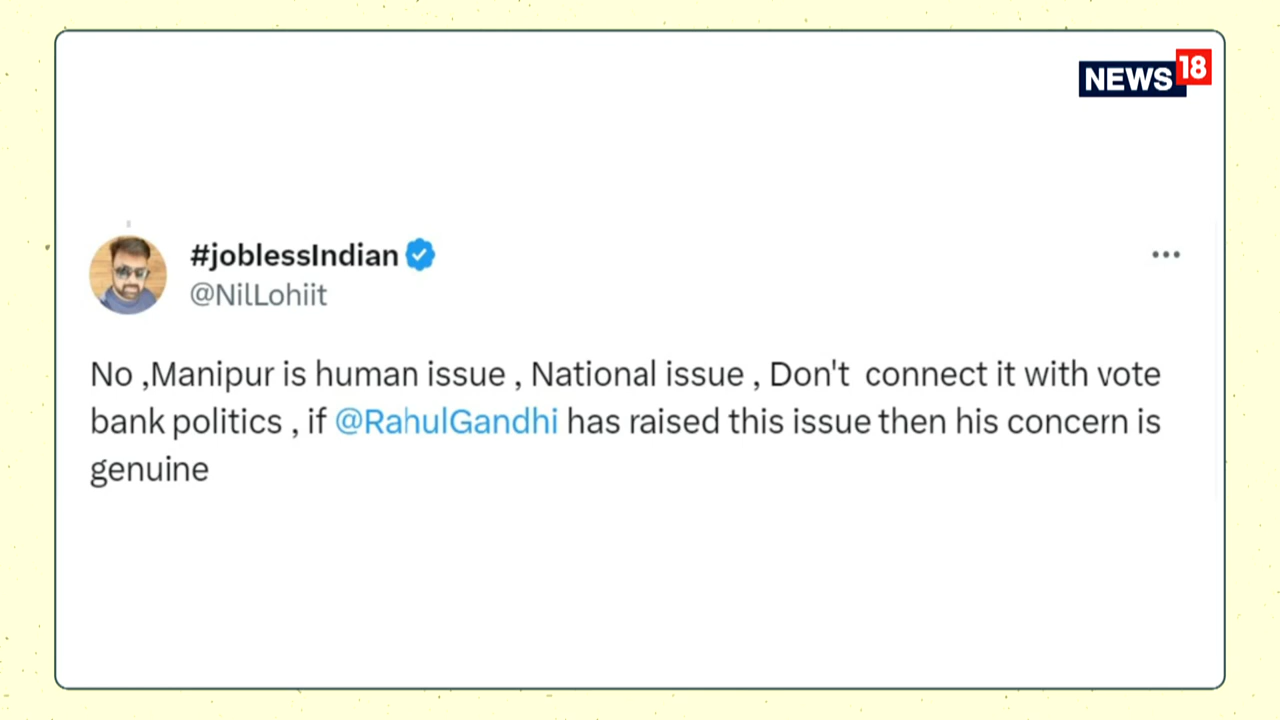 NEWS18
#joblessIndian
@NilLohiit
No ,Manipur is human issue , National issue , Don't  connect it with vote
bank politics , if @RahulGandhi has raised this issue then his concern is
genuine